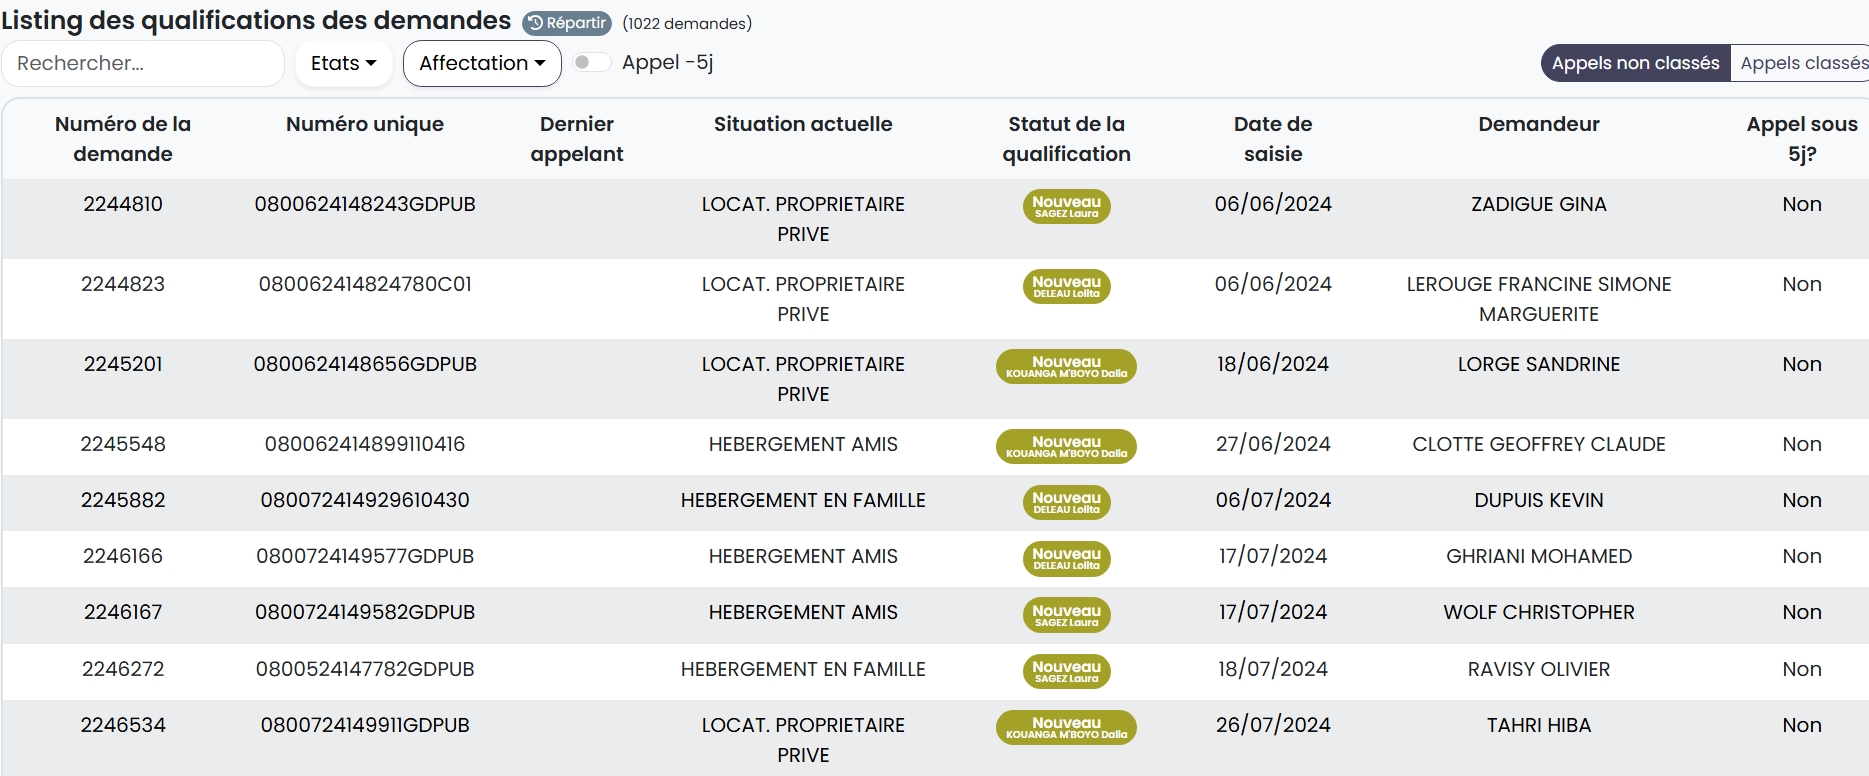 Listing des qualifications des demandes Répartir (1022 demandes)
Rechercher... Etats Affectation Appel -5j Appels non classés Appels classés
Numéro de la demande Numéro unique Dernier appelant Situation actuelle Statut de la qualification Date de saisie Demandeur Appel sous 5j?
2244810 0800624148243GDPUB LOCAT. PROPRIETAIRE PRIVE Nouveau SAGEZ Laura 06/06/2024 ZADIGUE GINA Non
2244823 080062414824780C01 LOCAT. PROPRIETAIRE PRIVE Nouveau DELEAU Lolita 06/06/2024 LEROUGE FRANCINE SIMONE MARGUERITE Non
2245201 0800624148656GDPUB LOCAT. PROPRIETAIRE PRIVE Nouveau KOUANGA M'BOYO Dalia 18/06/2024 LORGE SANDRINE Non
2245548 080062414899110416 HEBERGEMENT AMIS Nouveau KOUANGA M'BOYO Dalia 27/06/2024 CLOTTE GEOFFREY CLAUDE Non
2245882 080072414929610430 HEBERGEMENT EN FAMILLE Nouveau DELEAU Lolita 06/07/2024 DUPUIS KEVIN Non
2246166 0800724149577GDPUB HEBERGEMENT AMIS Nouveau DELEAU Lolita 17/07/2024 GHRIANI MOHAMED Non
2246167 0800724149582GDPUB HEBERGEMENT AMIS Nouveau SAGEZ Laura 17/07/2024 WOLF CHRISTOPHER Non
2246272 0800524147782GDPUB HEBERGEMENT EN FAMILLE Nouveau SAGEZ Laura 18/07/2024 RAVISY OLIVIER Non
2246534 0800724149911GDPUB LOCAT. PROPRIETAIRE PRIVE Nouveau KOUANGA M'BOYO Dalia 26/07/2024 TAHRI HIBA Non